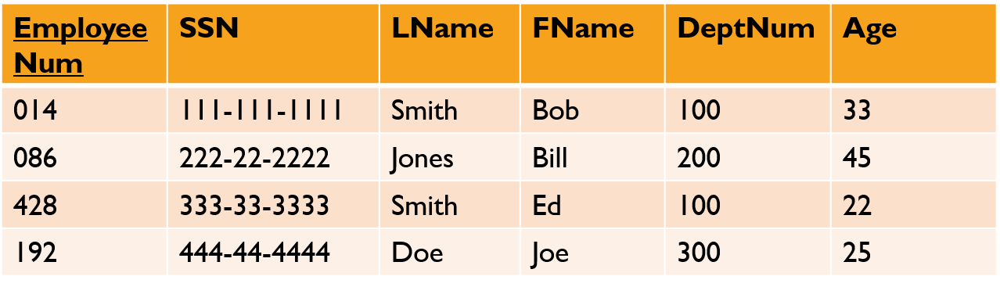 Employee Num SSN LName FName DeptNum Age
014 111-111-1111 Smith Bob 100 33
086 222-22-2222 Jones Bill 200 45
428 333-33-3333 Smith Ed 100 22
192 444-44-4444 Doe Joe 300 25